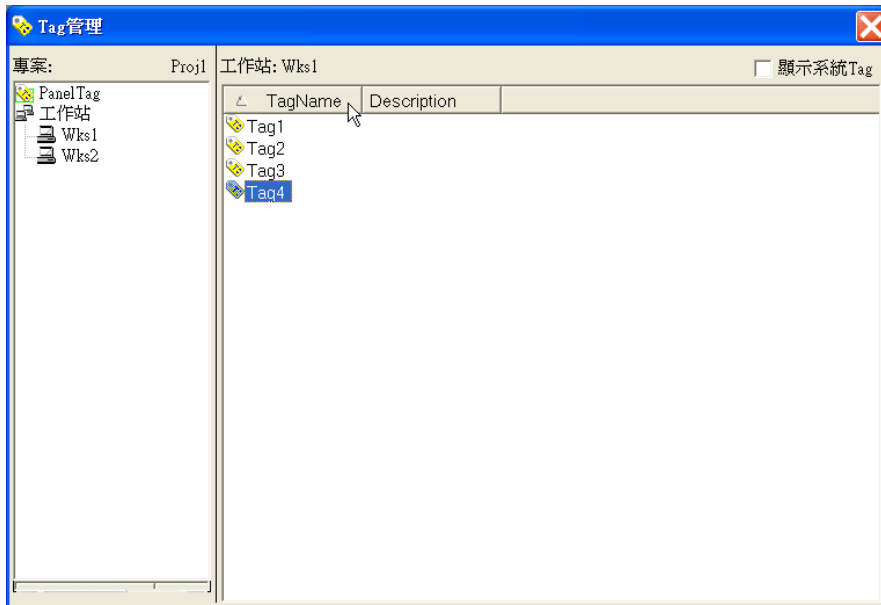 Tag管理
專案: Proj1
PanelTag
工作站
Wks1
Wks2
工作站: Wks1
顯示系統Tag
TagName Description
Tag1
Tag2
Tag3
Tag4